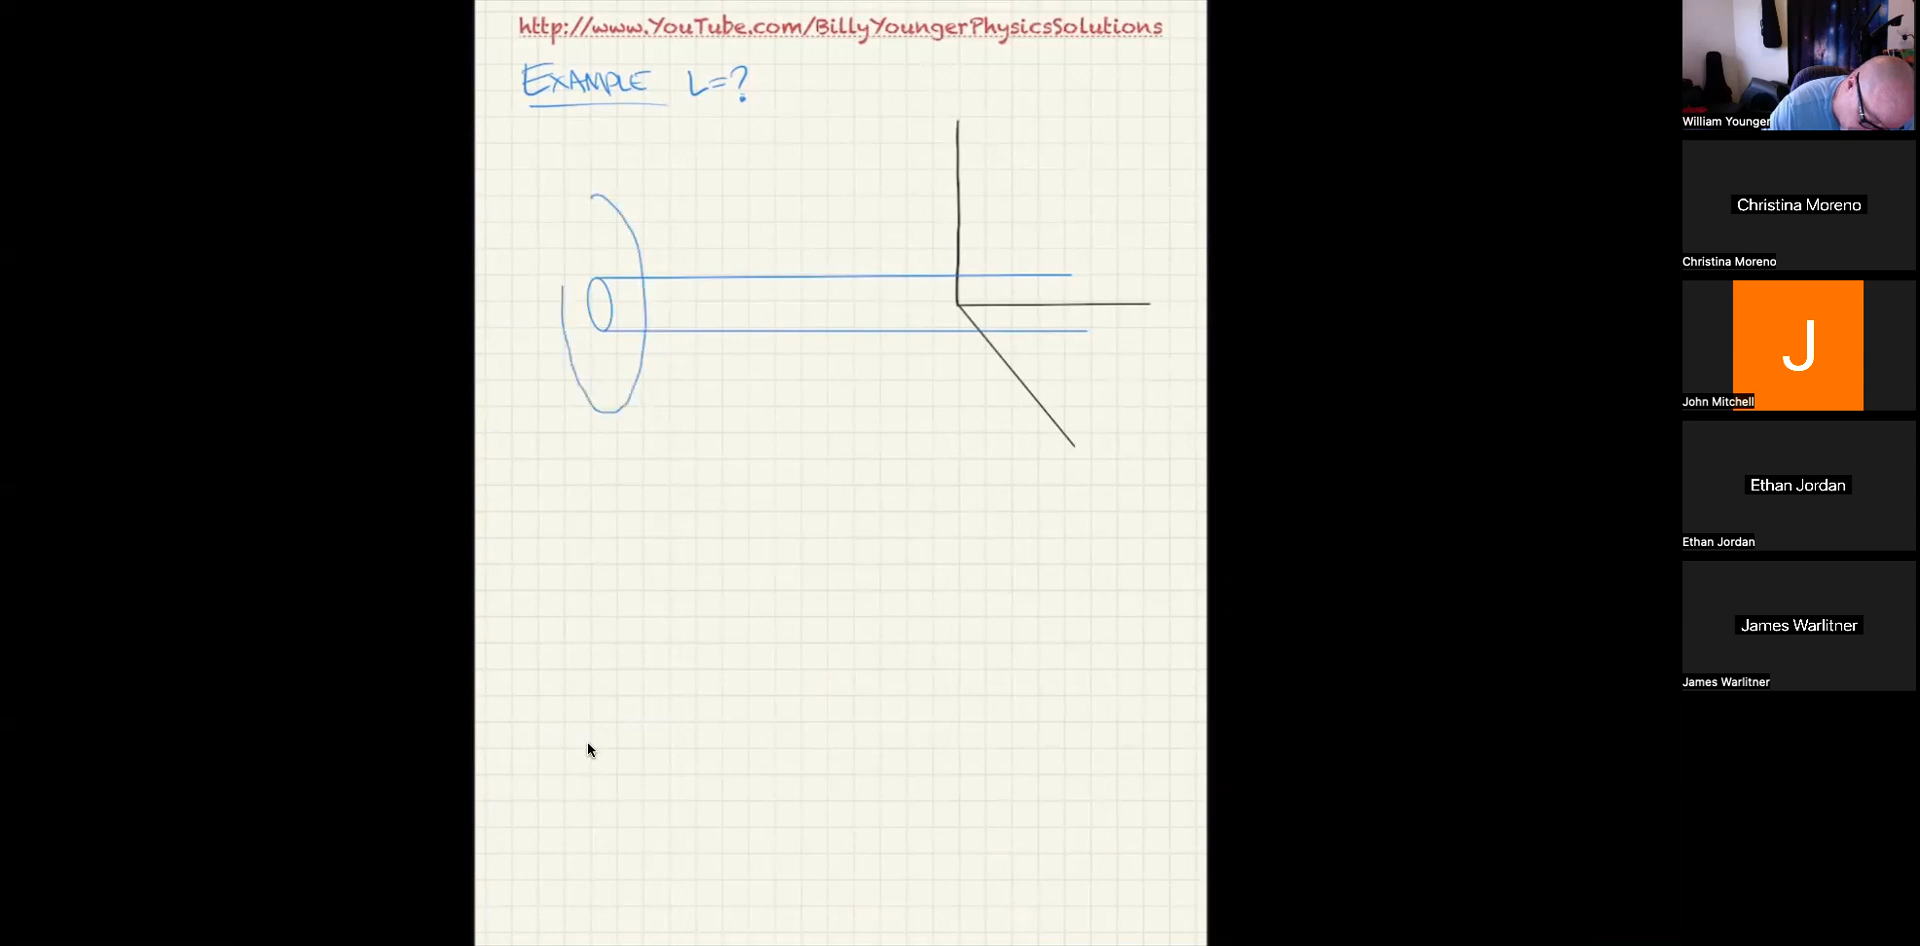 http://www.YouTube.com/BillyYoungerPhysicsSolutions
EXAMPLE L=?
William Younger
Christina Moreno
Christina Moreno
J
John Mitchell
Ethan Jordan
Ethan Jordan
James Warlitner
James Warlitner